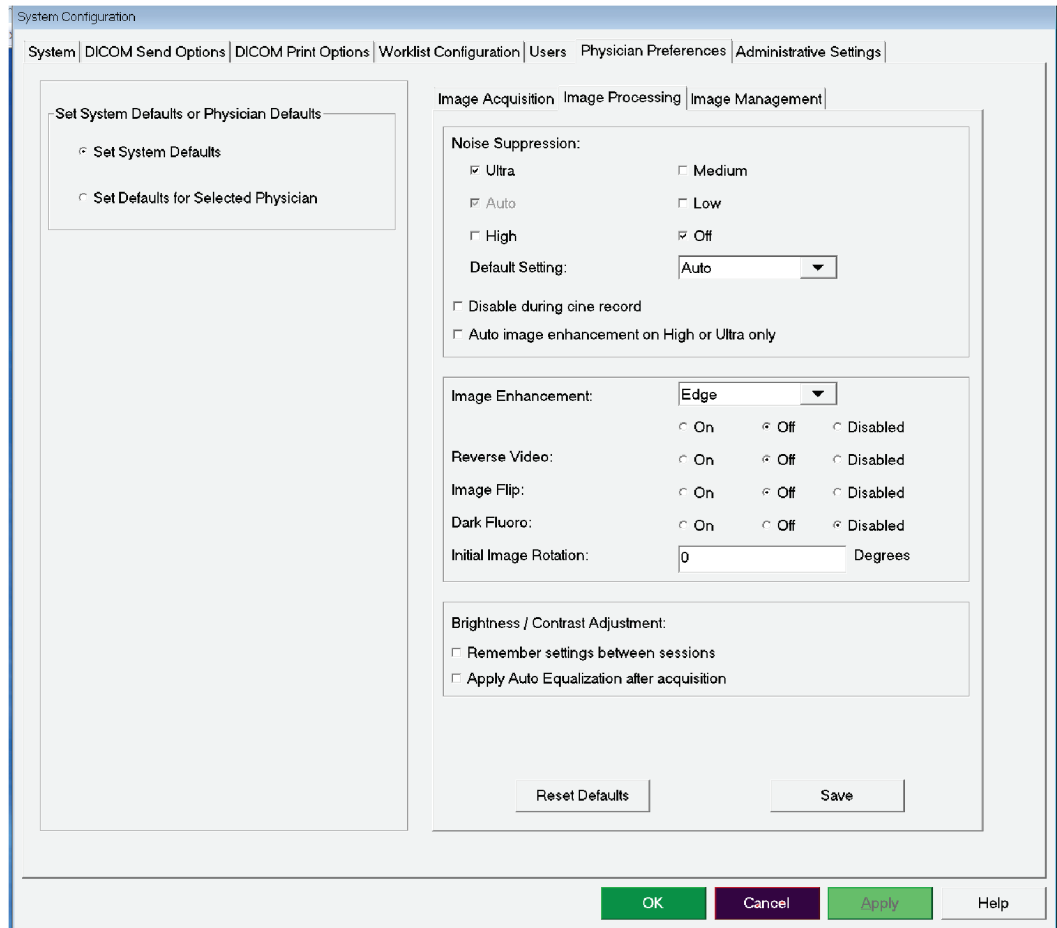 System Configuration
System DICOM Send Options DICOM Print Options Worklist Configuration Users Physician Preferences Administrative Settings
Set System Defaults or Physician Defaults
Set System Defaults
Set Defaults for Selected Physician
Image Acquisition Image Processing Image Management
Noise Suppression:
Ultra Medium
Auto Low
High Off
Default Setting: Auto
Disable during cine record
Auto image enhancement on High or Ultra only
Image Enhancement: Edge
On Off Disabled
Reverse Video: On Off Disabled
Image Flip: On Off Disabled
Dark Fluoro: On Off Disabled
Initial Image Rotation: 0 Degrees
Brightness / Contrast Adjustment:
Remember settings between sessions
Apply Auto Equalization after acquisition
Reset Defaults Save
OK Cancel Apply Help